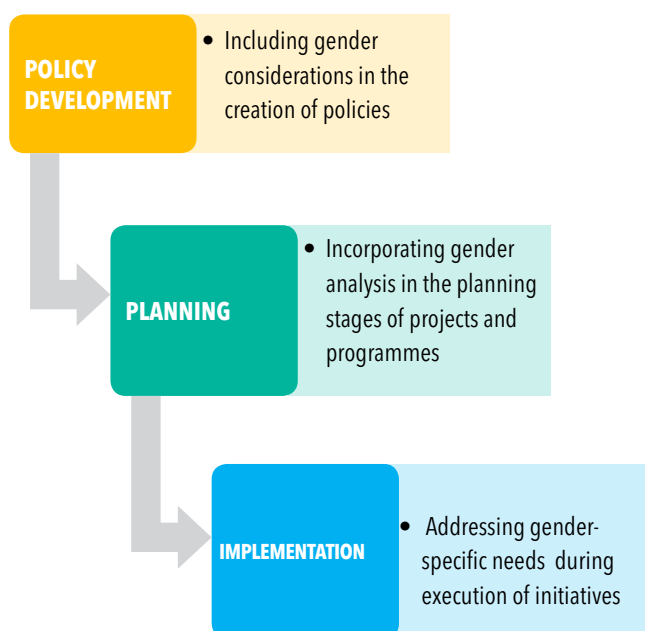 POLICY
DEVELOPMENT
• Including gender
considerations in the
creation of policies
PLANNING
• Incorporating gender
analysis in the planning
stages of projects and
programmes
IMPLEMENTATION
• Addressing gender-
specific needs during
execution of initiatives